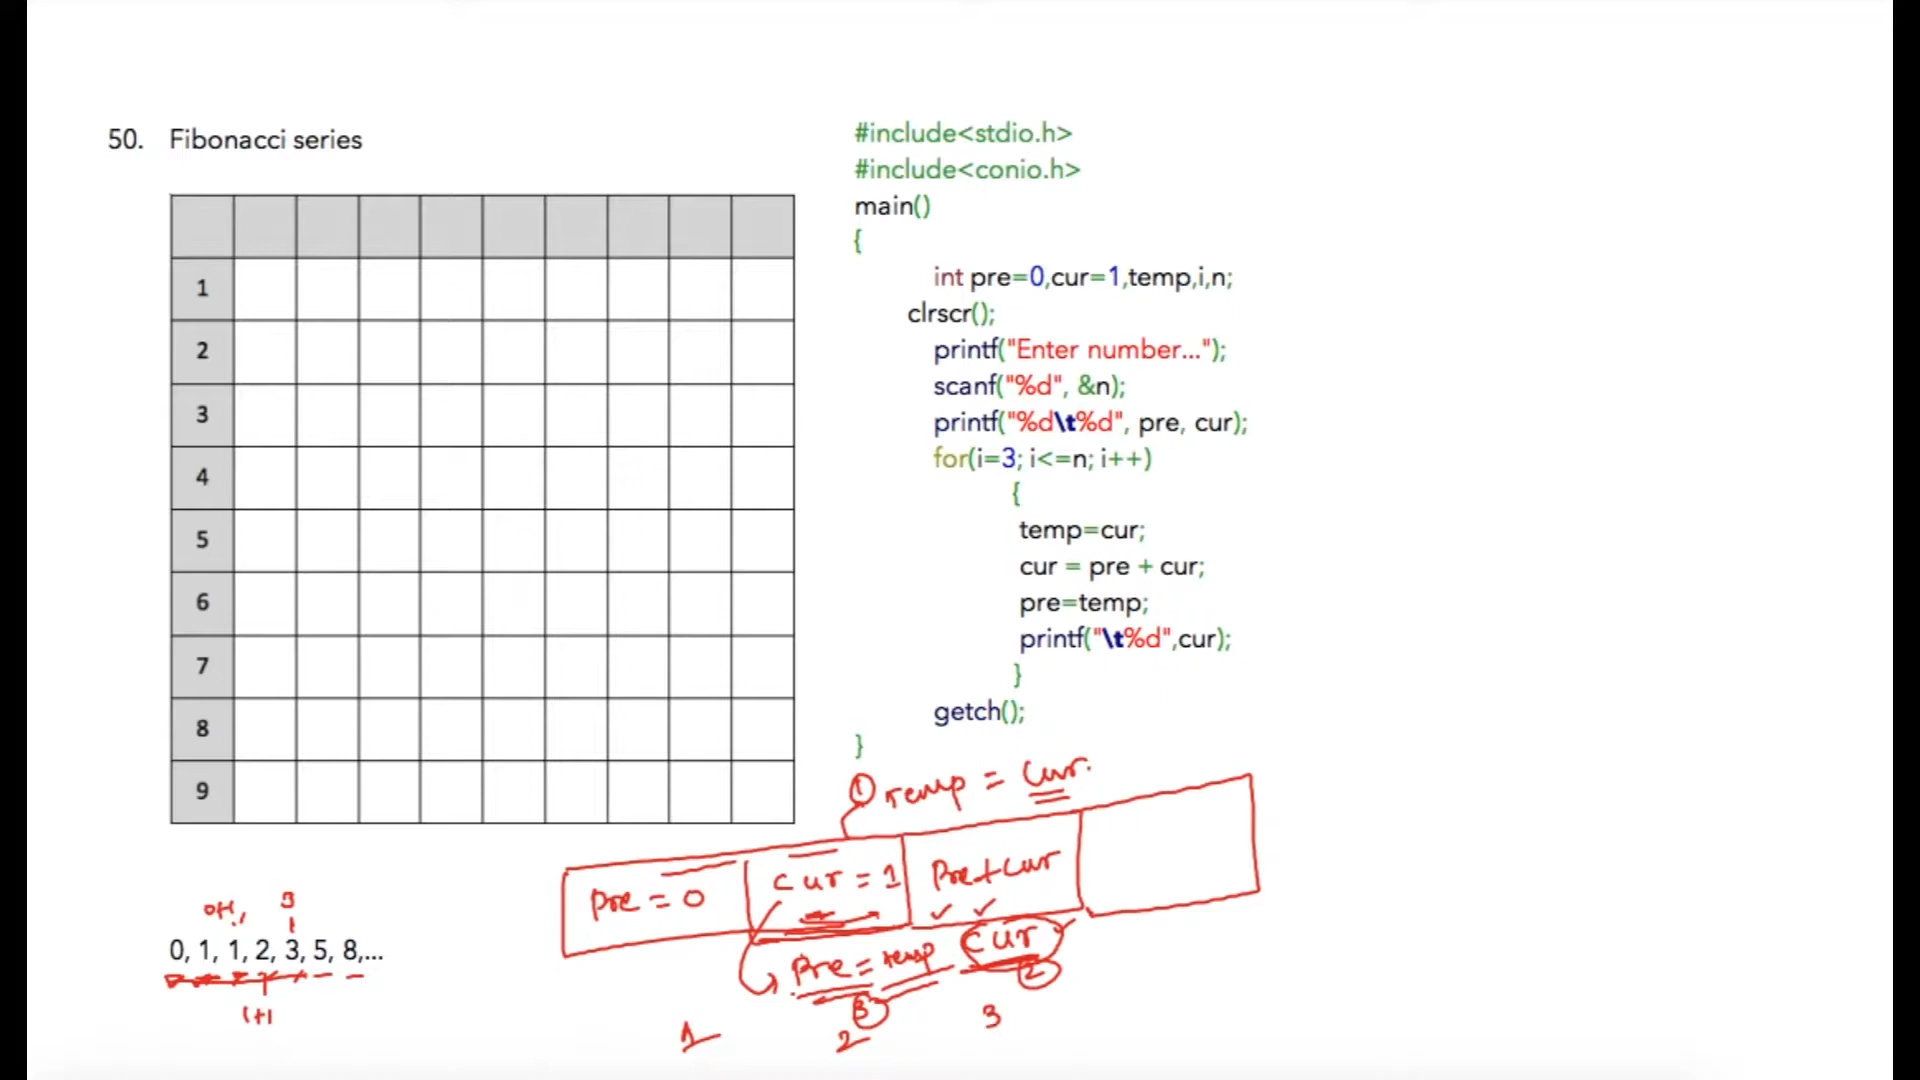 50. Fibonacci series
1
2
3
4
5
6
7
8
9
#include<stdio.h>
#include<conio.h>
main()
{
int pre=0,cur=1,temp,i,n;
clrscr();
printf("Enter number...");
scanf("%d", &n);
printf("%d\t%d", pre, cur);
for(i=3; i<=n; i++)
{
temp=cur;
cur = pre + cur;
pre=temp;
printf("\t%d",cur);
}
getch();
}
① temp = cur.
Pre = 0 cur = 1 Pre+cur
Pre = temp cur
② 
③
1 2 3
0+1, 3
0, 1, 1, 2, 3, 5, 8,...
1+1